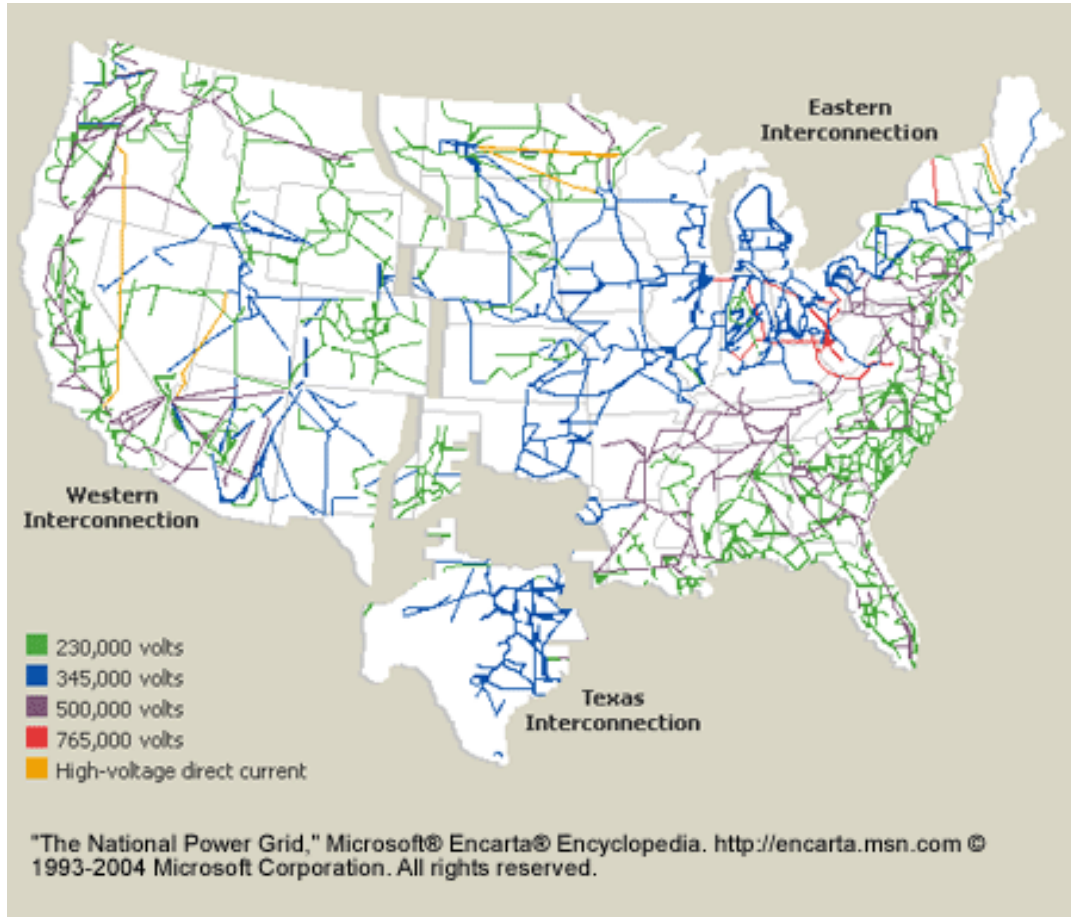 Eastern
Interconnection
Western
Interconnection
Texas
Interconnection
230,000 volts
345,000 volts
500,000 volts
765,000 volts
High-voltage direct current
"The National Power Grid," Microsoft® Encarta® Encyclopedia. http://encarta.msn.com ©
1993-2004 Microsoft Corporation. All rights reserved.